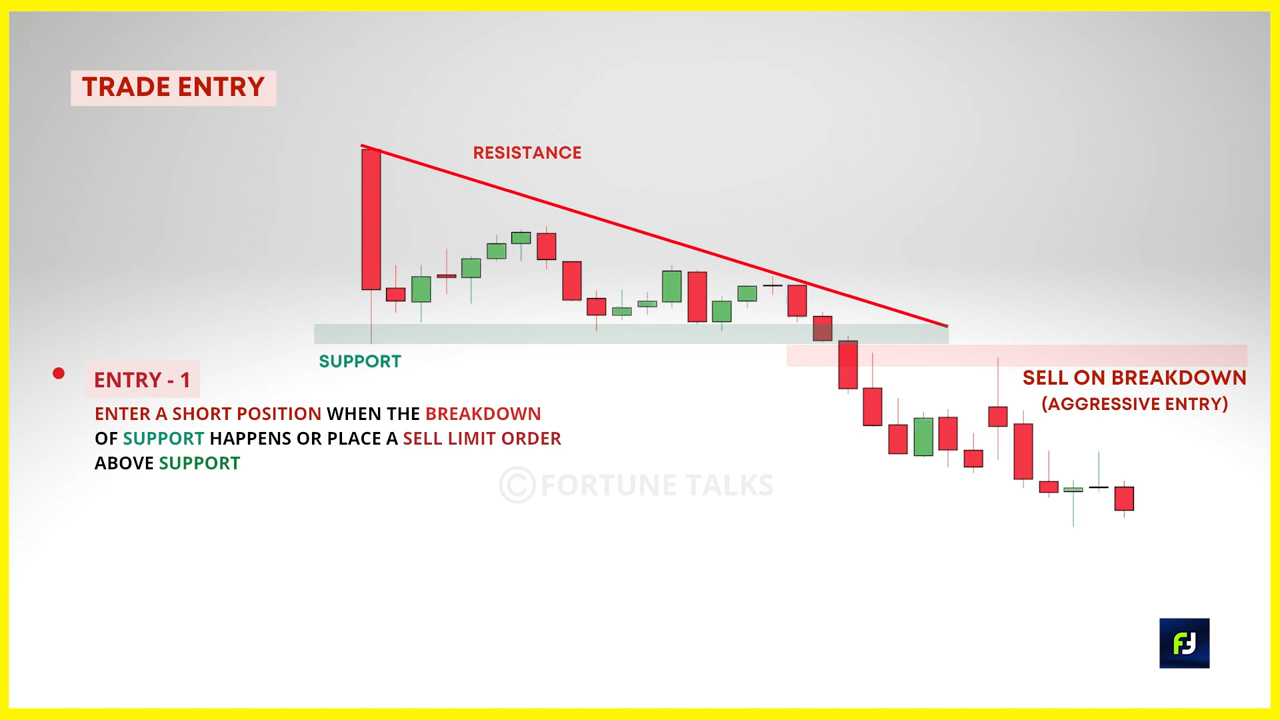 TRADE ENTRY
RESISTANCE
SUPPORT
SELL ON BREAKDOWN
(AGGRESSIVE ENTRY)
ENTRY - 1
ENTER A SHORT POSITION WHEN THE BREAKDOWN
OF SUPPORT HAPPENS OR PLACE A SELL LIMIT ORDER
ABOVE SUPPORT
© FORTUNE TALKS